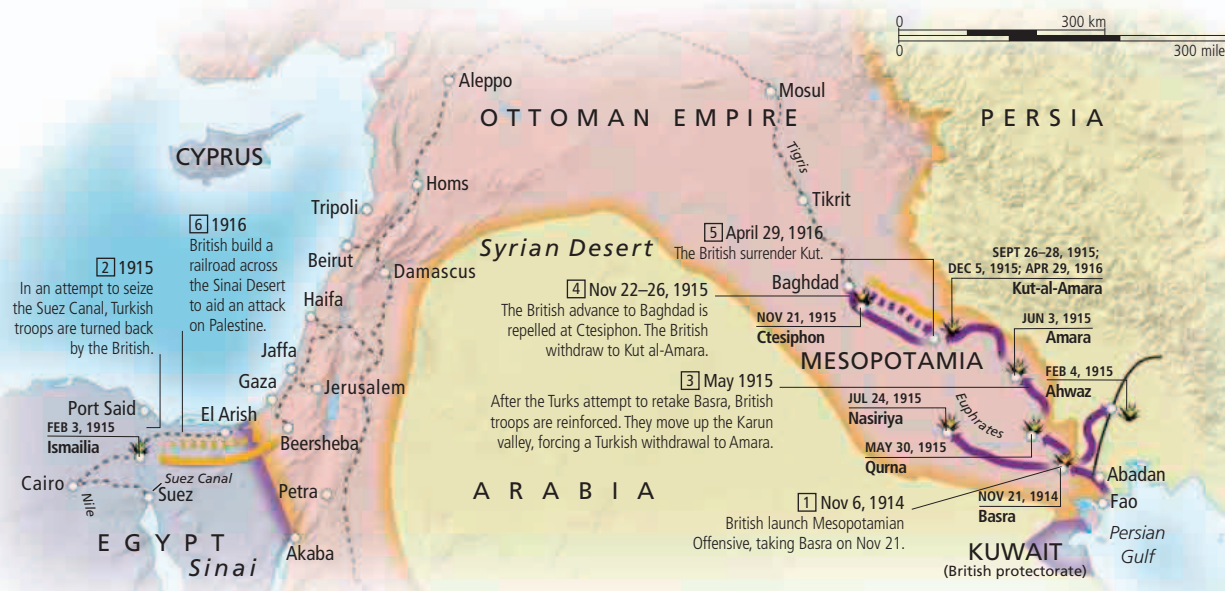 0 300 km
0 300 mile
Aleppo
Mosul
OTTOMAN EMPIRE
PERSIA
CYPRUS
Tigris
Homs
Tikrit
Tripoli
6 1916
British build a
railroad across
the Sinai Desert
to aid an attack
on Palestine.
Syrian Desert
5 April 29, 1916
The British surrender Kut.
Beirut
Damascus
2 1915
In an attempt to seize
the Suez Canal, Turkish
troops are turned back
by the British.
Baghdad
SEPT 26–28, 1915;
DEC 5, 1915; APR 29, 1916
Kut-al-Amara
4 Nov 22–26, 1915
The British advance to Baghdad is
repelled at Ctesiphon. The British
withdraw to Kut al-Amara.
Haifa
NOV 21, 1915
Ctesiphon
JUN 3, 1915
Amara
Jaffa
MESOPOTAMIA
Gaza
Jerusalem
3 May 1915
After the Turks attempt to retake Basra, British
troops are reinforced. They move up the Karun
valley, forcing a Turkish withdrawal to Amara.
FEB 4, 1915
Ahwaz
JUL 24, 1915
Nasiriya
Euphrates
Port Said
El Arish
FEB 3, 1915
Ismailia
Beersheba
MAY 30, 1915
Qurna
Cairo
Nile
Suez Canal
Suez
Petra
ARABIA
Abadan
NOV 21, 1914
Basra
Fao
1 Nov 6, 1914
British launch Mesopotamian
Offensive, taking Basra on Nov 21.
Persian
Gulf
EGYPT
Sinai
Akaba
KUWAIT
(British protectorate)